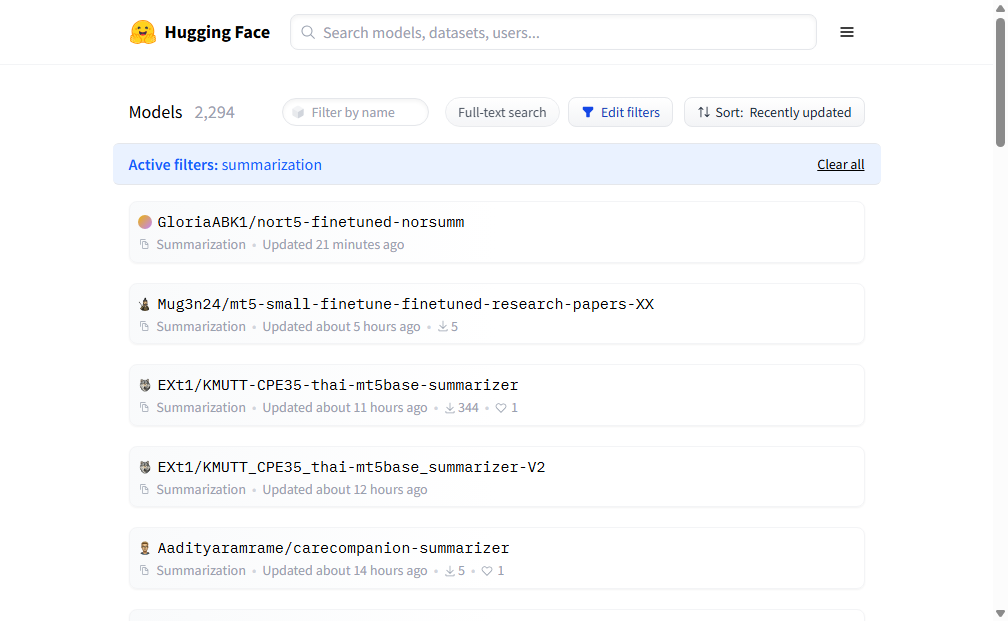 Hugging Face
Search models, datasets, users...
Models 2,294
Filter by name
Full-text search
Edit filters
Sort: Recently updated
Active filters: summarization
Clear all
GloriaABK1/nort5-finetuned-norsumm
Summarization • Updated 21 minutes ago
Mug3n24/mt5-small-finetune-finetuned-research-papers-XX
Summarization • Updated about 5 hours ago • 5
EXt1/KMUTT-CPE35-thai-mt5base-summarizer
Summarization • Updated about 11 hours ago • 344 • 1
EXt1/KMUTT_CPE35_thai-mt5base_summarizer-V2
Summarization • Updated about 12 hours ago
Aadityaramrame/carecompanion-summarizer
Summarization • Updated about 14 hours ago • 5 • 1